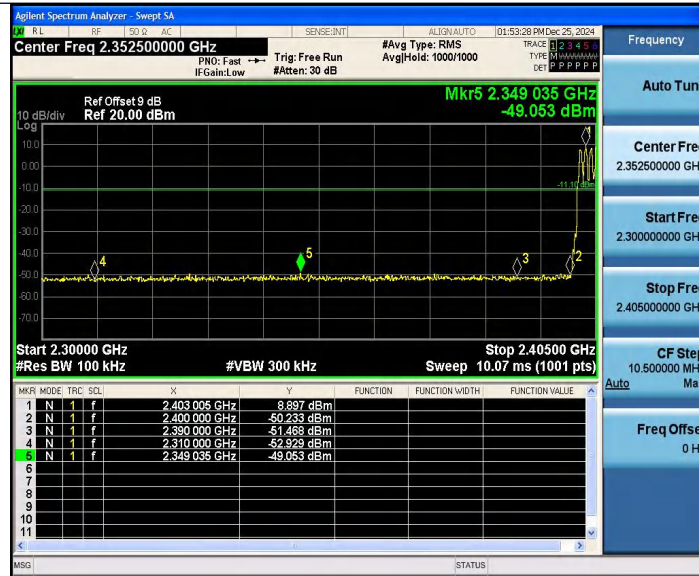 Agilent Spectrum Analyzer - Swept SA
RL RF 50 Ω AC SENSE:INT ALIGNAUTO 01:53:28 PM Dec 25, 2024
Center Freq 2.352500000 GHz
PNO: Fast
IFGain:Low
Trig: Free Run
#Atten: 30 dB
#Avg Type: RMS
Avg|Hold: 1000/1000
TRACE 1 2 3 4 5 6
TYPE M
DET P P P P P P
Ref Offset 9 dB
10 dB/div Ref 20.00 dBm
Log
Mkr5 2.349 035 GHz
-49.053 dBm
10.0
0.00
-10.0
-20.0
-30.0
-40.0
-50.0
-60.0
-70.0
-11.10 dBm
4
5
3
2
Start 2.30000 GHz Stop 2.40500 GHz
#Res BW 100 kHz #VBW 300 kHz Sweep 10.07 ms (1001 pts)
MKR MODE TRC SCL X Y FUNCTION FUNCTION WIDTH FUNCTION VALUE
1 N 1 f 2.403 005 GHz 8.897 dBm
2 N 1 f 2.400 000 GHz -50.233 dBm
3 N 1 f 2.390 000 GHz -51.468 dBm
4 N 1 f 2.310 000 GHz -52.929 dBm
5 N 1 f 2.349 035 GHz -49.053 dBm
6
7
8
9
10
11
MSG STATUS
Frequency
Auto Tun
Center Fre
2.352500000 GH
Start Fre
2.300000000 GH
Stop Fre
2.405000000 GH
CF Ste
10.500000 MH
Auto Ma
Freq Offse
0 H